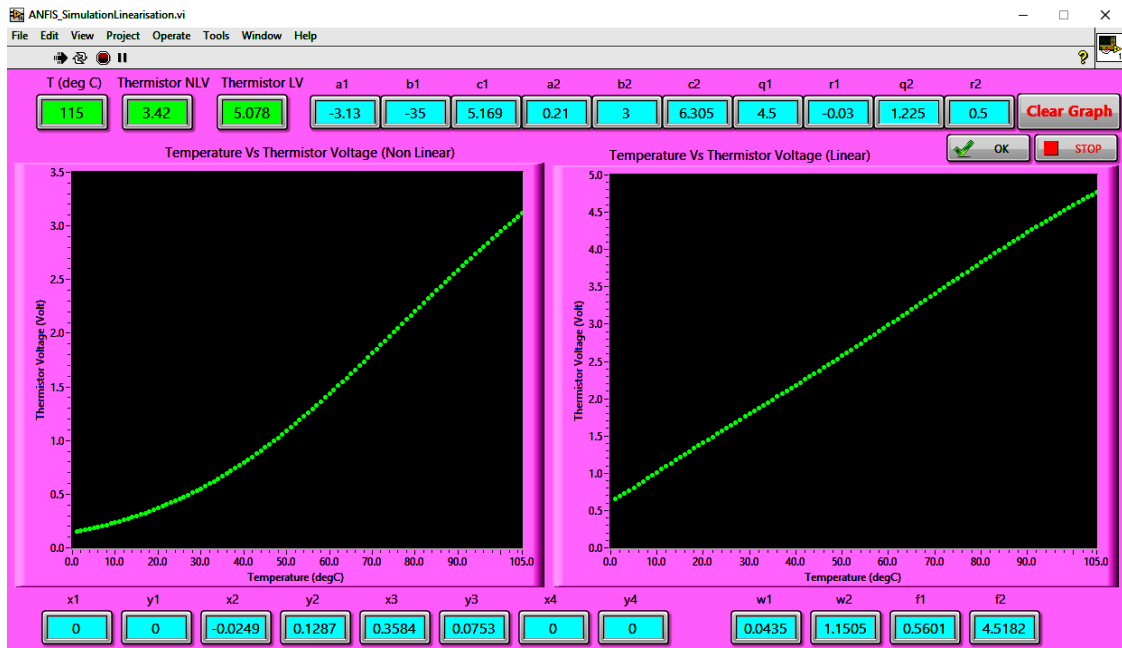 ANFIS_SimulationLinearisation.vi
File Edit View Project Operate Tools Window Help
T (deg C) Thermistor NLV Thermistor LV a1 b1 c1 a2 b2 c2 q1 r1 q2 r2
115 3.42 5.078 -3.13 -35 5.169 0.21 3 6.305 4.5 -0.03 1.225 0.5 Clear Graph
OK STOP
Temperature Vs Thermistor Voltage (Non Linear)
3.5
3.0
2.5
2.0
1.5
1.0
0.5
0.0
Thermistor Voltage (Volt)
0.0 10.0 20.0 30.0 40.0 50.0 60.0 70.0 80.0 90.0 105.0
Temperature (degC)
Temperature Vs Thermistor Voltage (Linear)
5.0
4.5
4.0
3.5
3.0
2.5
2.0
1.5
1.0
0.5
0.0
Thermistor Voltage (Volt)
0.0 10.0 20.0 30.0 40.0 50.0 60.0 70.0 80.0 90.0 105.0
Temperature (degC)
x1 y1 x2 y2 x3 y3 x4 y4 w1 w2 f1 f2
0 0 -0.0249 0.1287 0.3584 0.0753 0 0 0.0435 1.1505 0.5601 4.5182